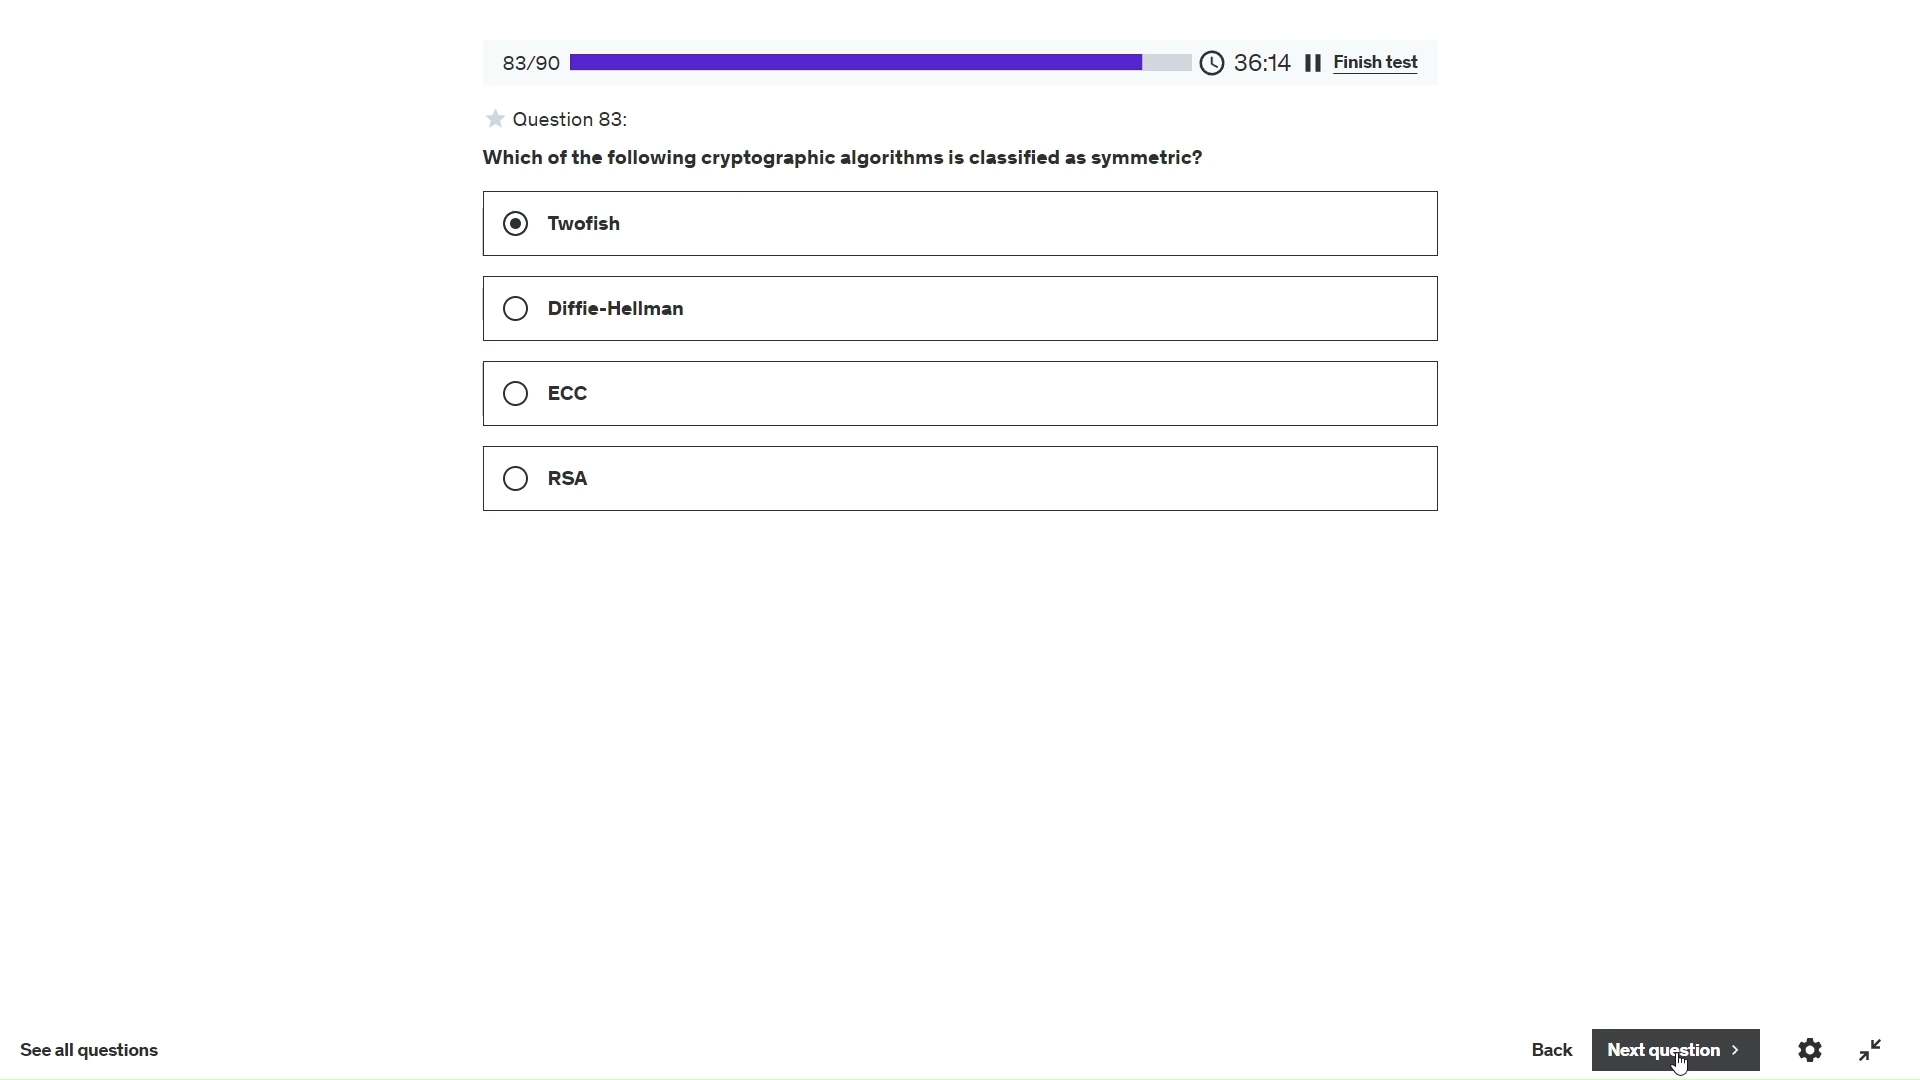 83/90 36:14 Finish test
Question 83:
Which of the following cryptographic algorithms is classified as symmetric?
Twofish
Diffie-Hellman
ECC
RSA
See all questions Back Next question